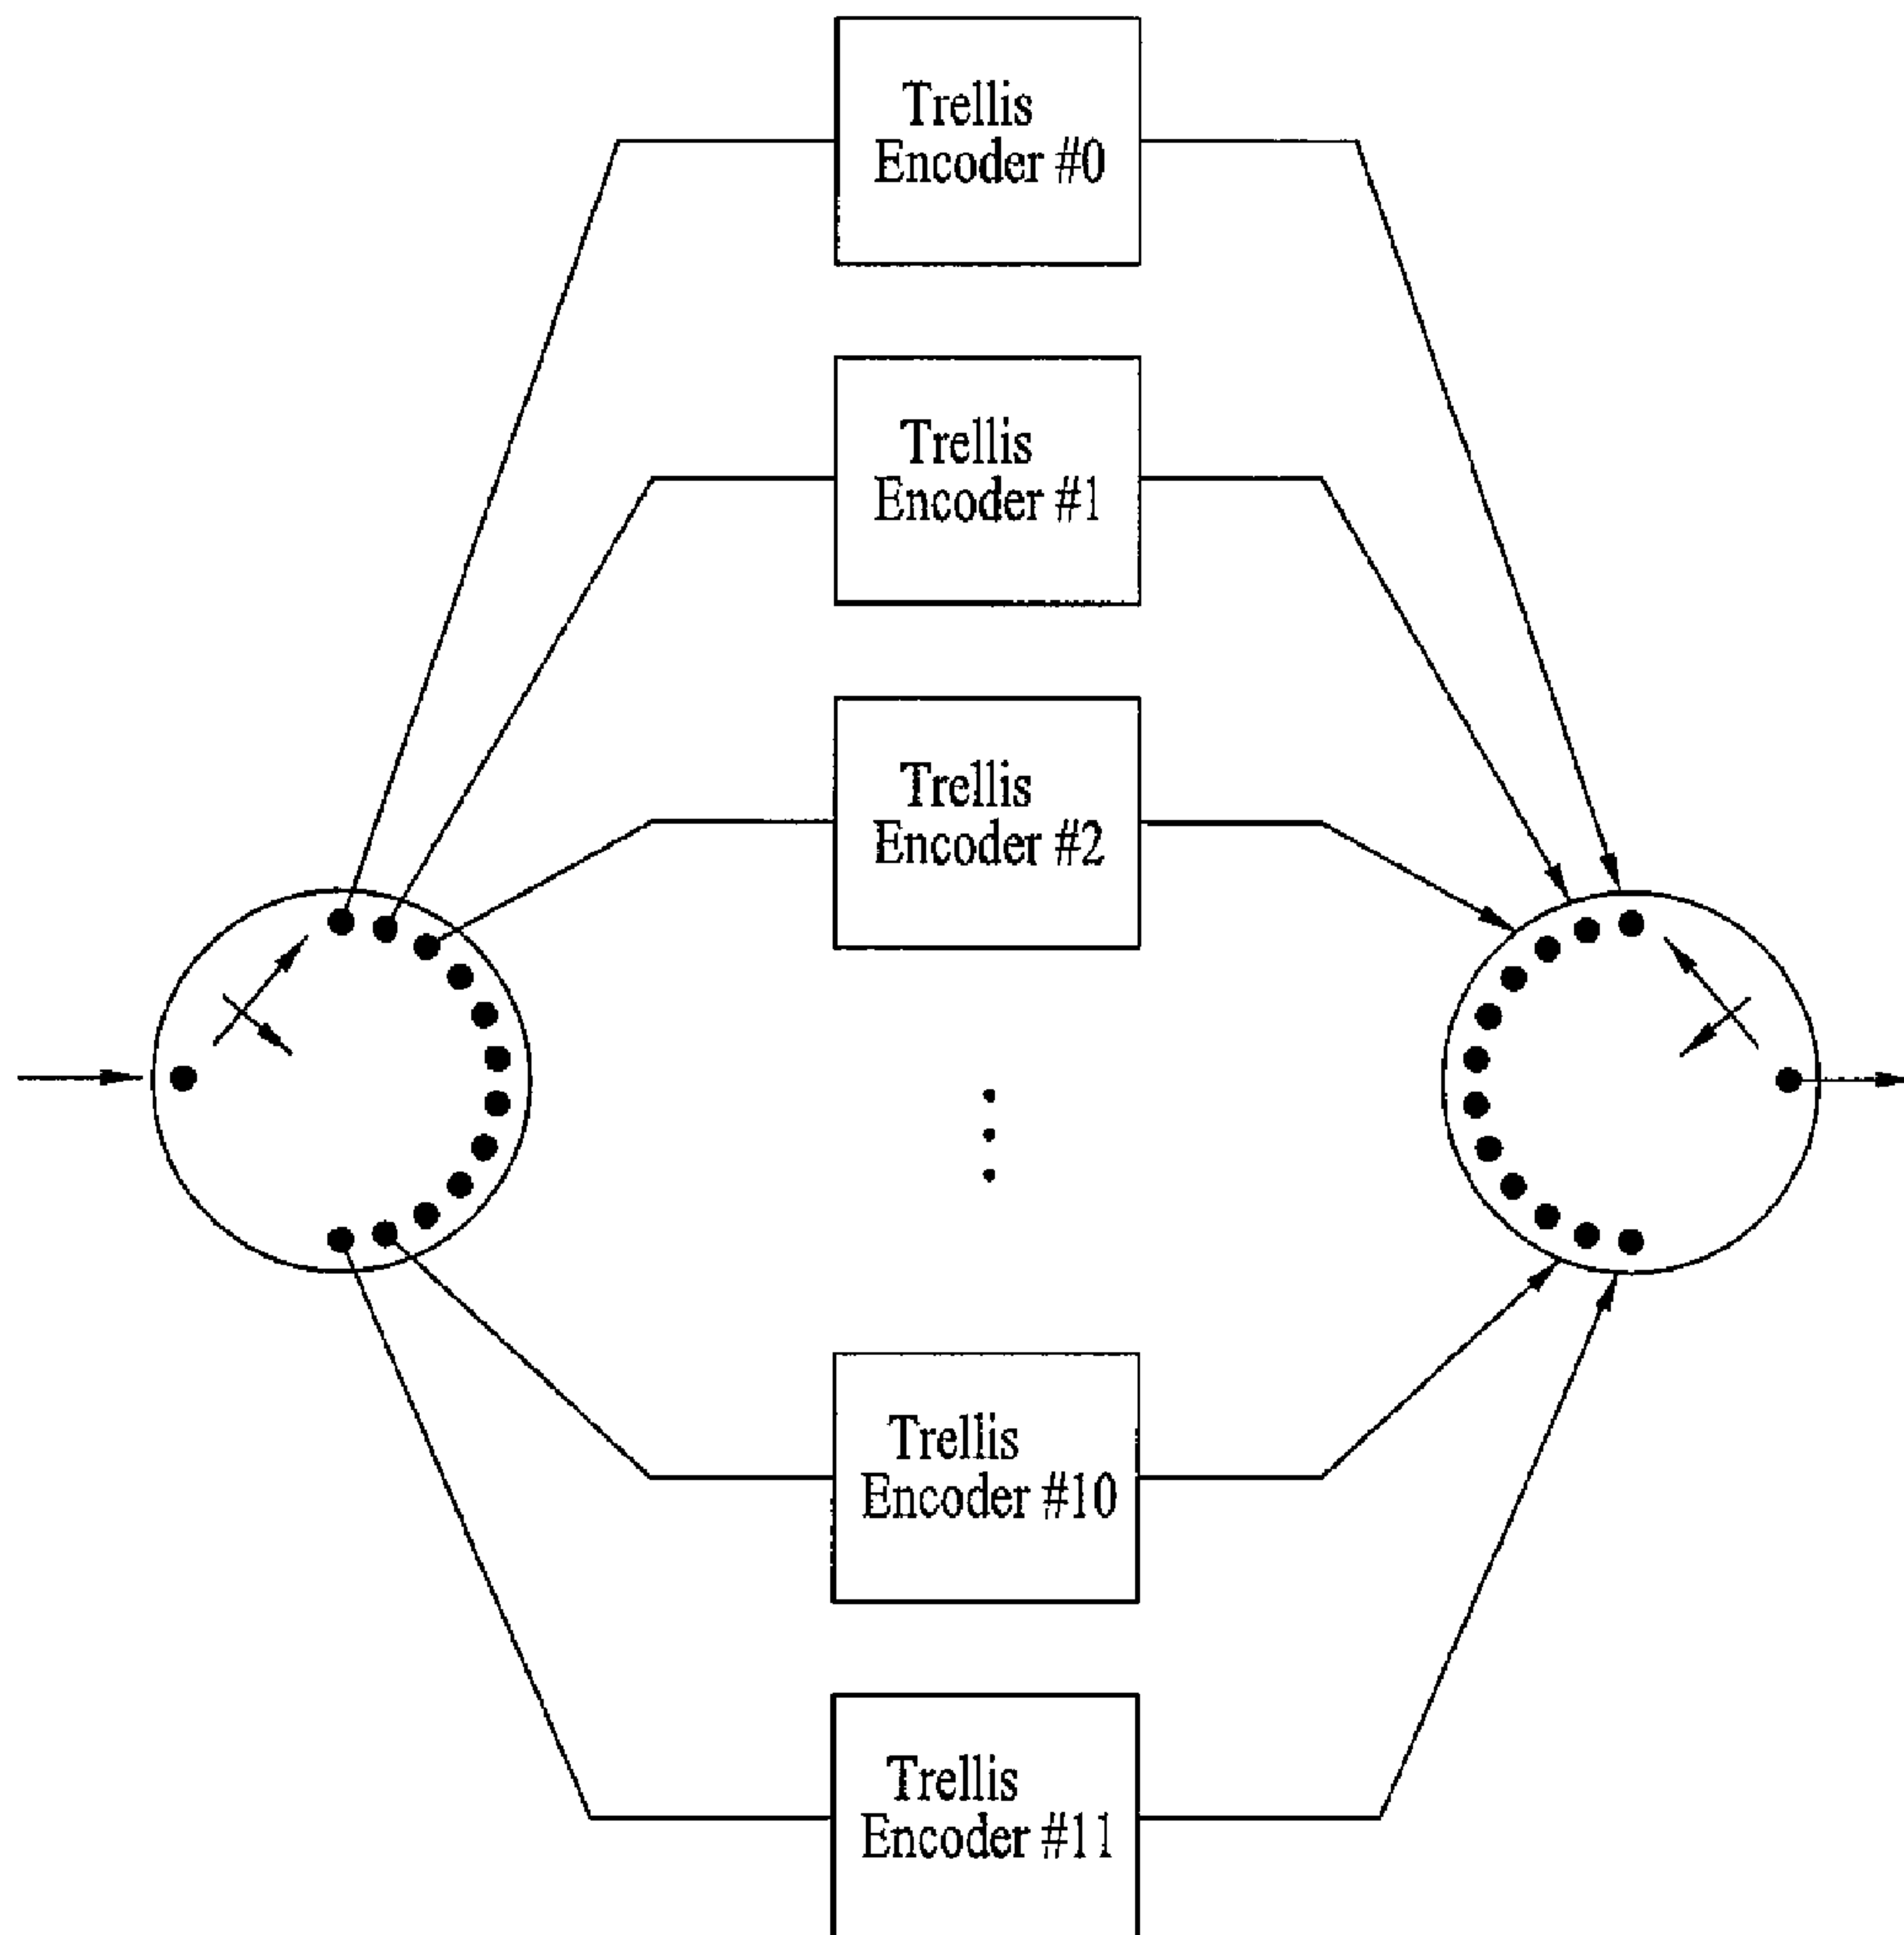 Trellis
Encoder #0
Trellis
Encoder #1
Trellis
Encoder #2
Trellis
Encoder #10
Trellis
Encoder #11